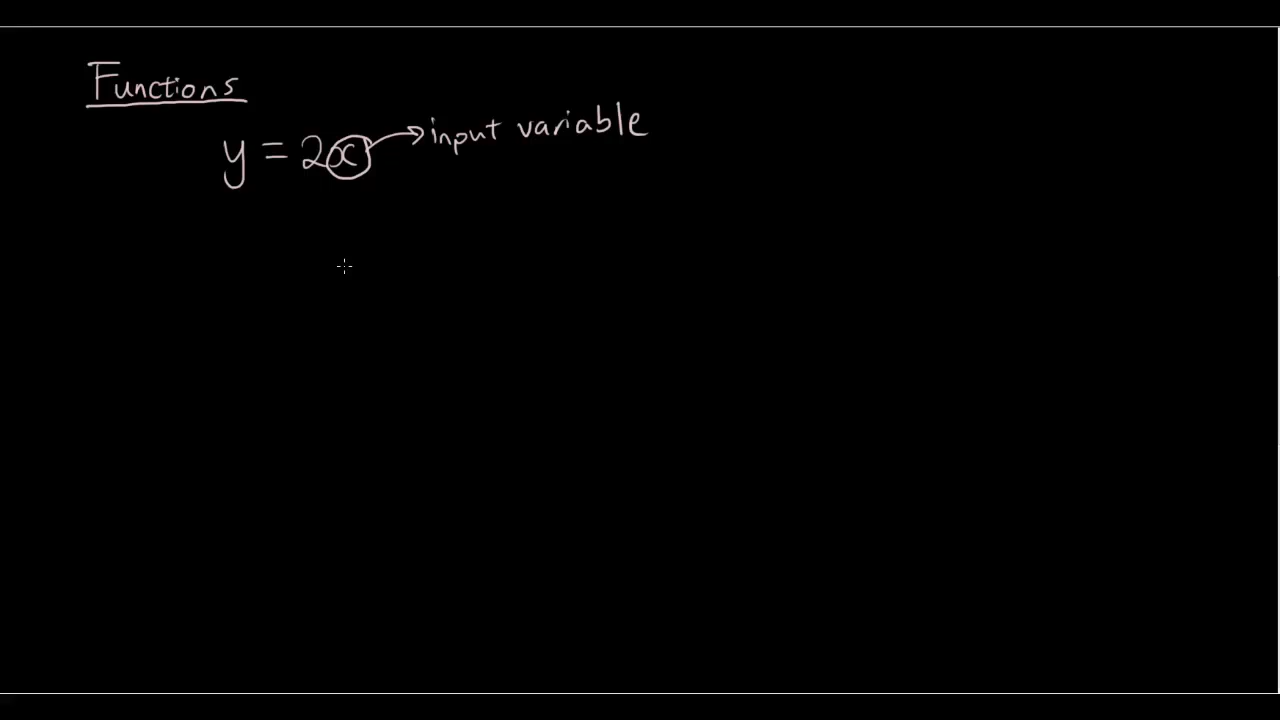 Functions
y = 2x → input variable